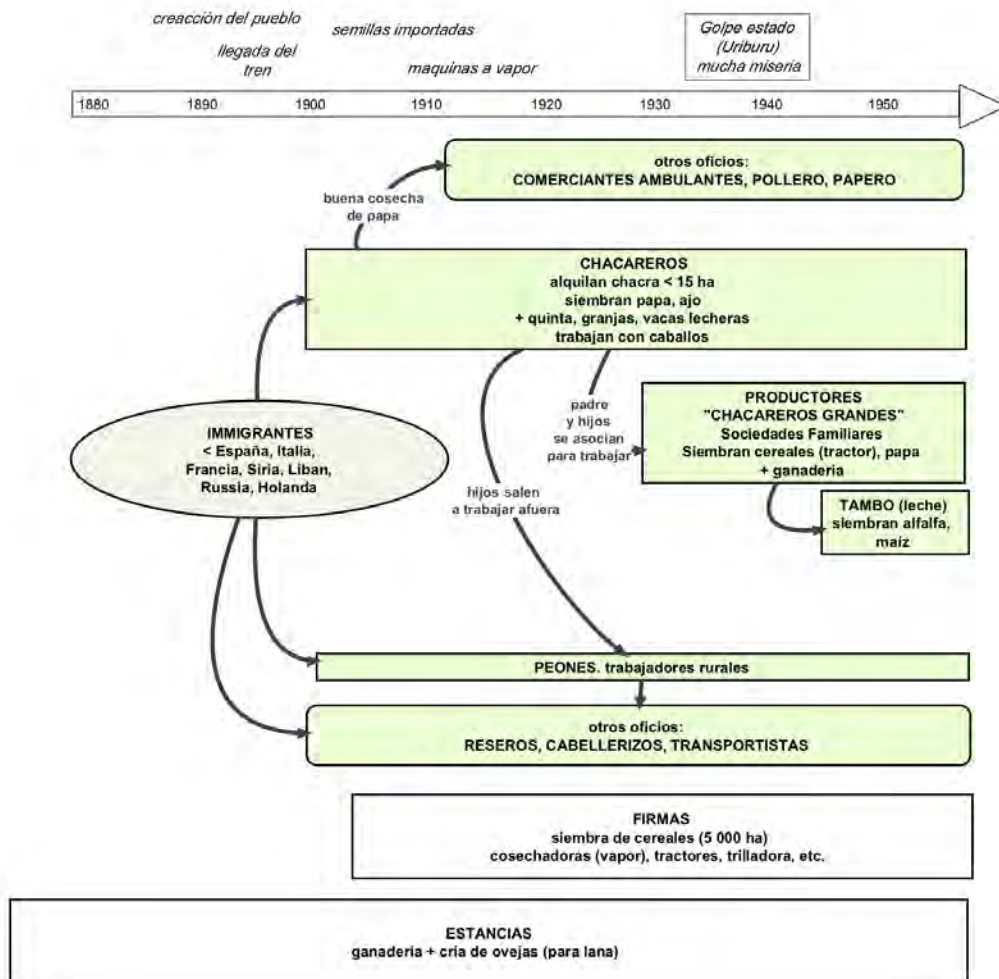 creacción del pueblo
semillas importadas
llegada del
tren
maquinas a vapor
Golpe estado
(Uriburu)
mucha miseria
1880 1890 1900 1910 1920 1930 1940 1950
otros oficios:
COMERCIANTES AMBULANTES, POLLERO, PAPERO
buena cosecha
de papa
CHACAREROS
alquilan chacra < 15 ha
siembran papa, ajo
+ quinta, granjas, vacas lecheras
trabajan con caballos
padre
y hijos
se asocian
para trabajar
PRODUCTORES
"CHACAREROS GRANDES"
Sociedades Familiares
Siembran cereales (tractor), papa
+ ganaderia
IMMIGRANTES
< España, Italia,
Francia, Siria, Liban,
Russia, Holanda
hijos salen
a trabajar afuera
TAMBO (leche)
siembran alfalfa,
maíz
PEONES. trabajadores rurales
otros oficios:
RESEROS, CABELLERIZOS, TRANSPORTISTAS
FIRMAS
siembra de cereales (5 000 ha)
cosechadoras (vapor), tractores, trilladora, etc.
ESTANCIAS
ganaderia + cria de ovejas (para lana)